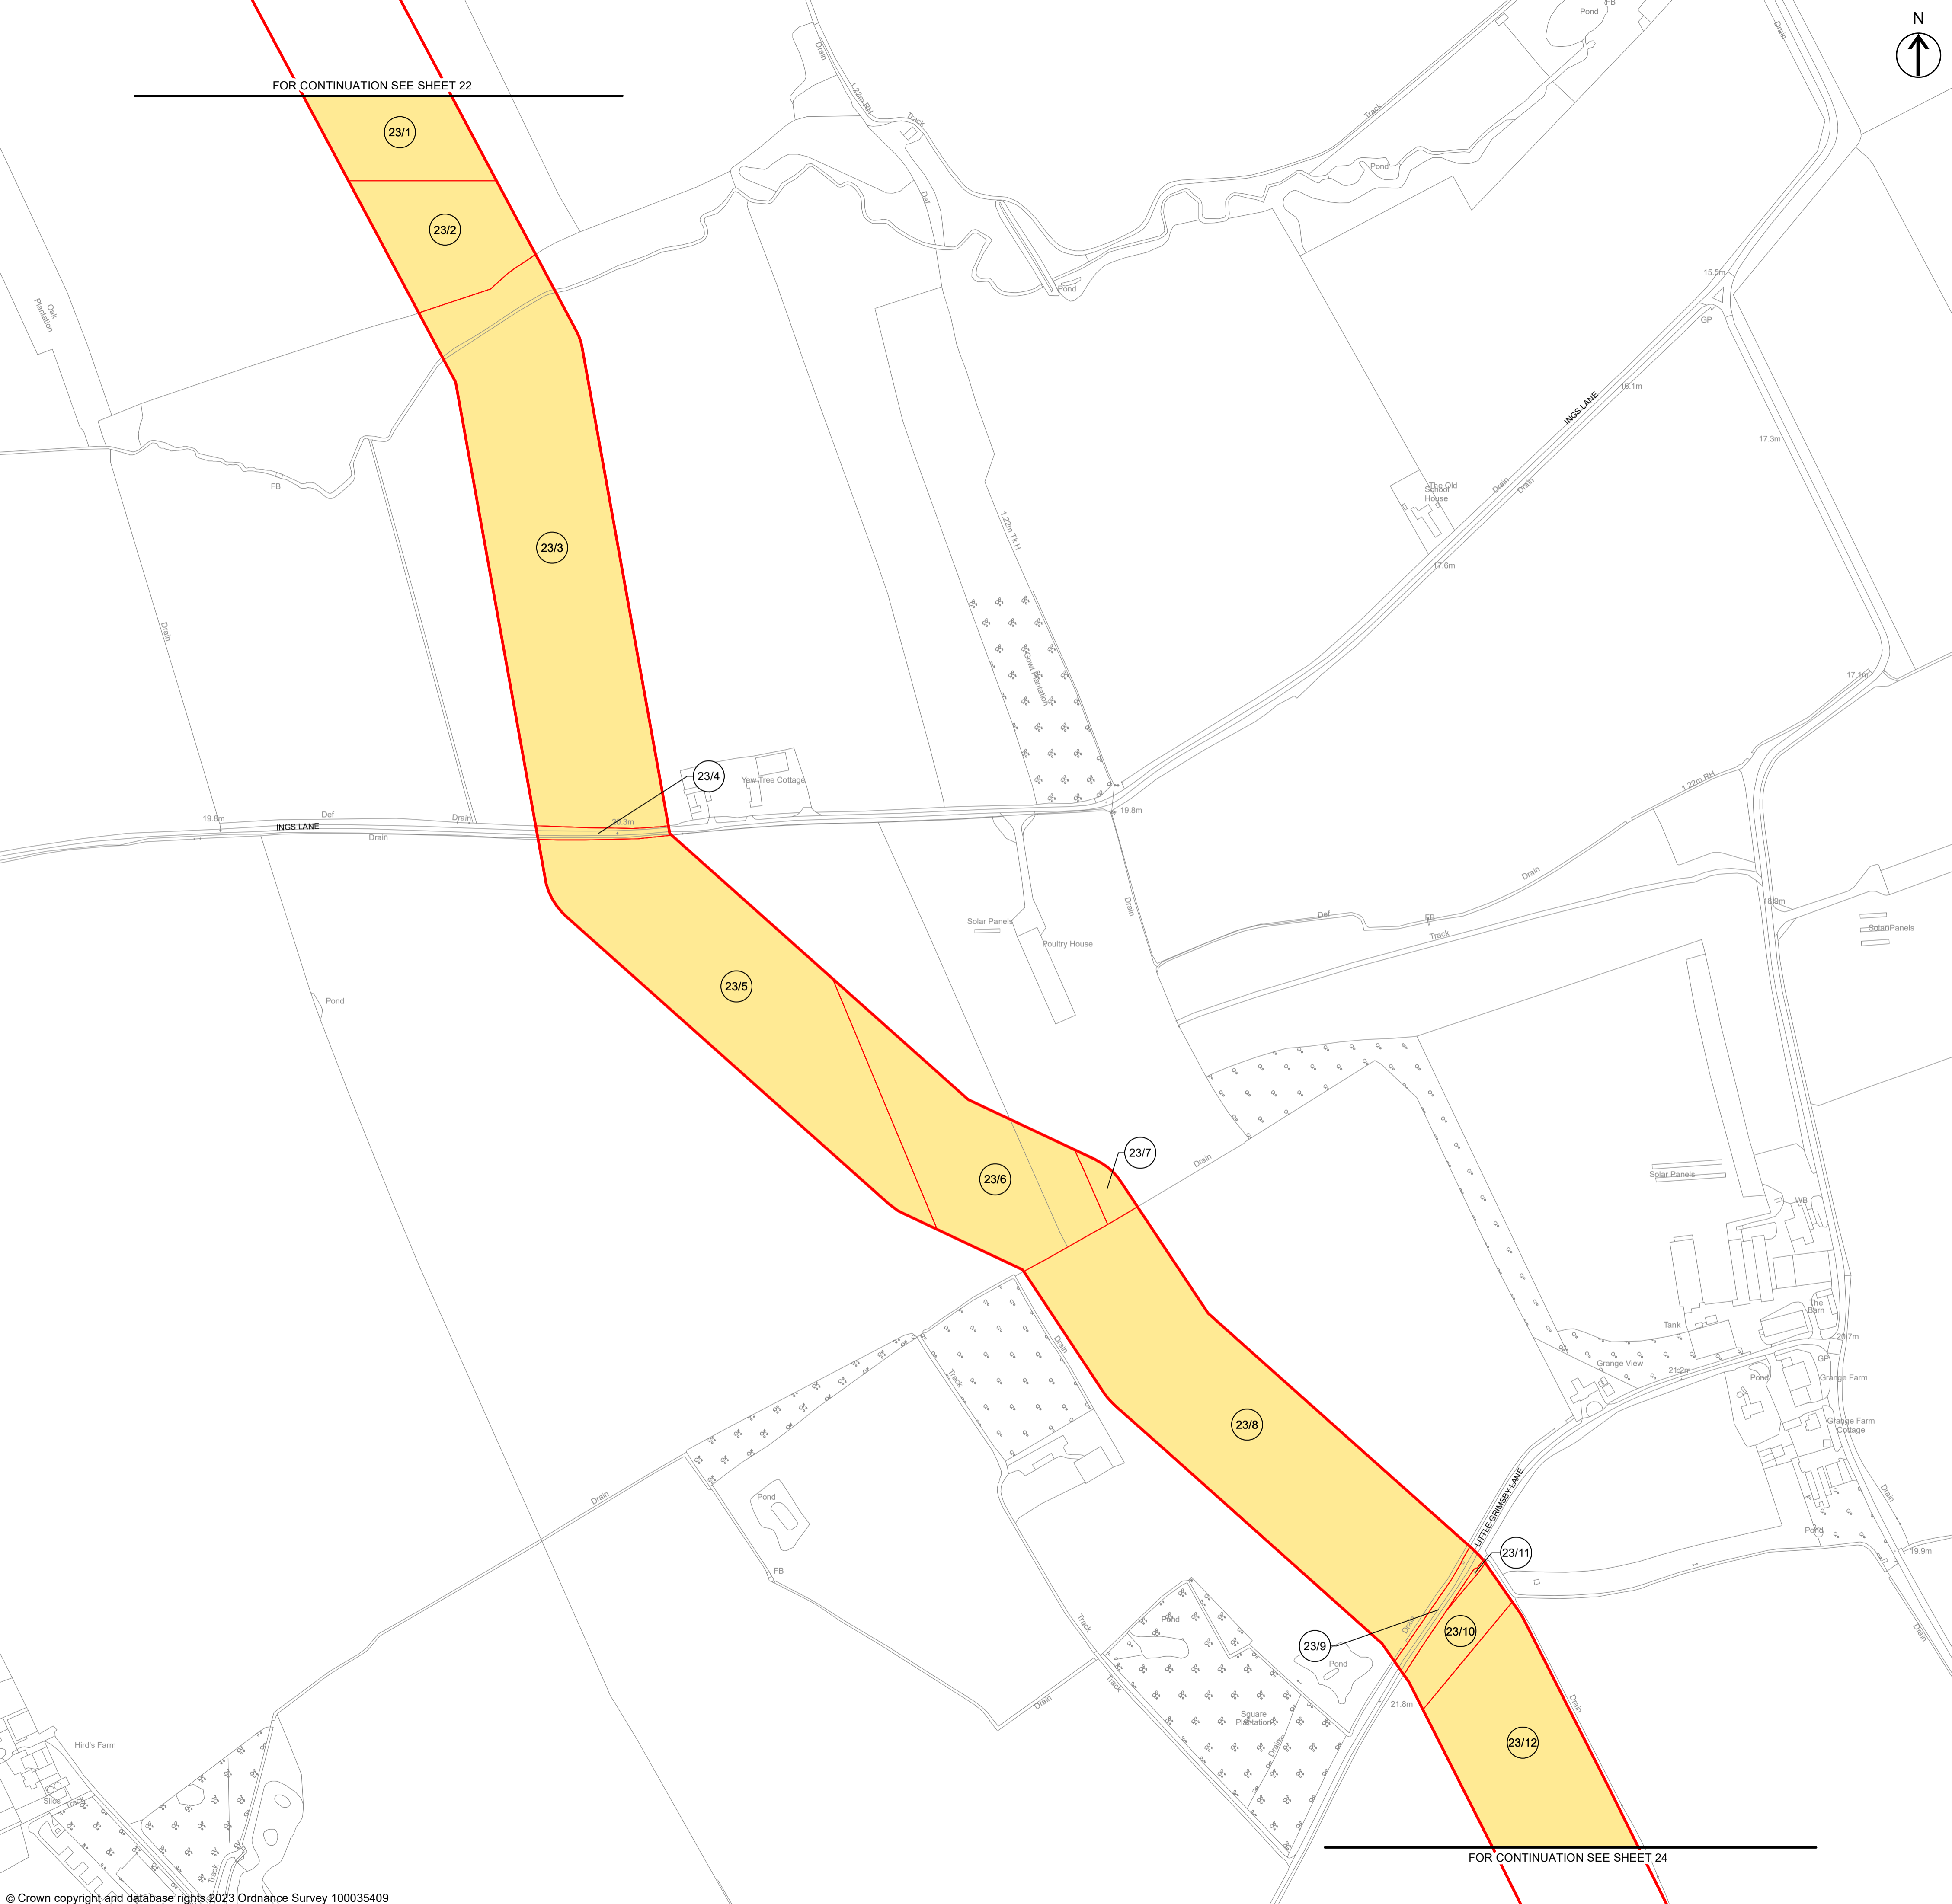 Pond
FB
Drain
N
FOR CONTINUATION SEE SHEET 22
1.22m RH
Track
Track
23/1
Pond
Def
23/2
15.5m
Pond
Oak
Plantation
GP
16.1m
INGS LANE
17.3m
FB
The Old
School
House
Drain
Drain
1.22m Tk H
23/3
17.6m
Drain
Gowt Plantation
17.1m
23/4
Yew Tree Cottage
1.22m RH
19.8m
Def
Drain
20.3m
19.8m
INGS LANE
Drain
Drain
Drain
18.9m
Def
FB
Solar Panels
Track
Solar Panels
Poultry House
23/5
Pond
23/7
Drain
23/6
Solar Panels
WB
The
Barn
Tank
20.7m
Drain
Grange View
21.2m
GP
Track
Pond
Grange Farm
23/8
Grange Farm
Cottage
Drain
Pond
LITTLE GRIMSBY LANE
Drain
Pond
23/11
19.9m
FB
Drain
Pond
Track
23/10
Drain
23/9
Pond
Track
Drain
21.8m
Drain
Square
Plantation
Hird's Farm
23/12
Drain
Silos
Track
FOR CONTINUATION SEE SHEET 24
Track
© Crown copyright and database rights 2023 Ordnance Survey 100035409